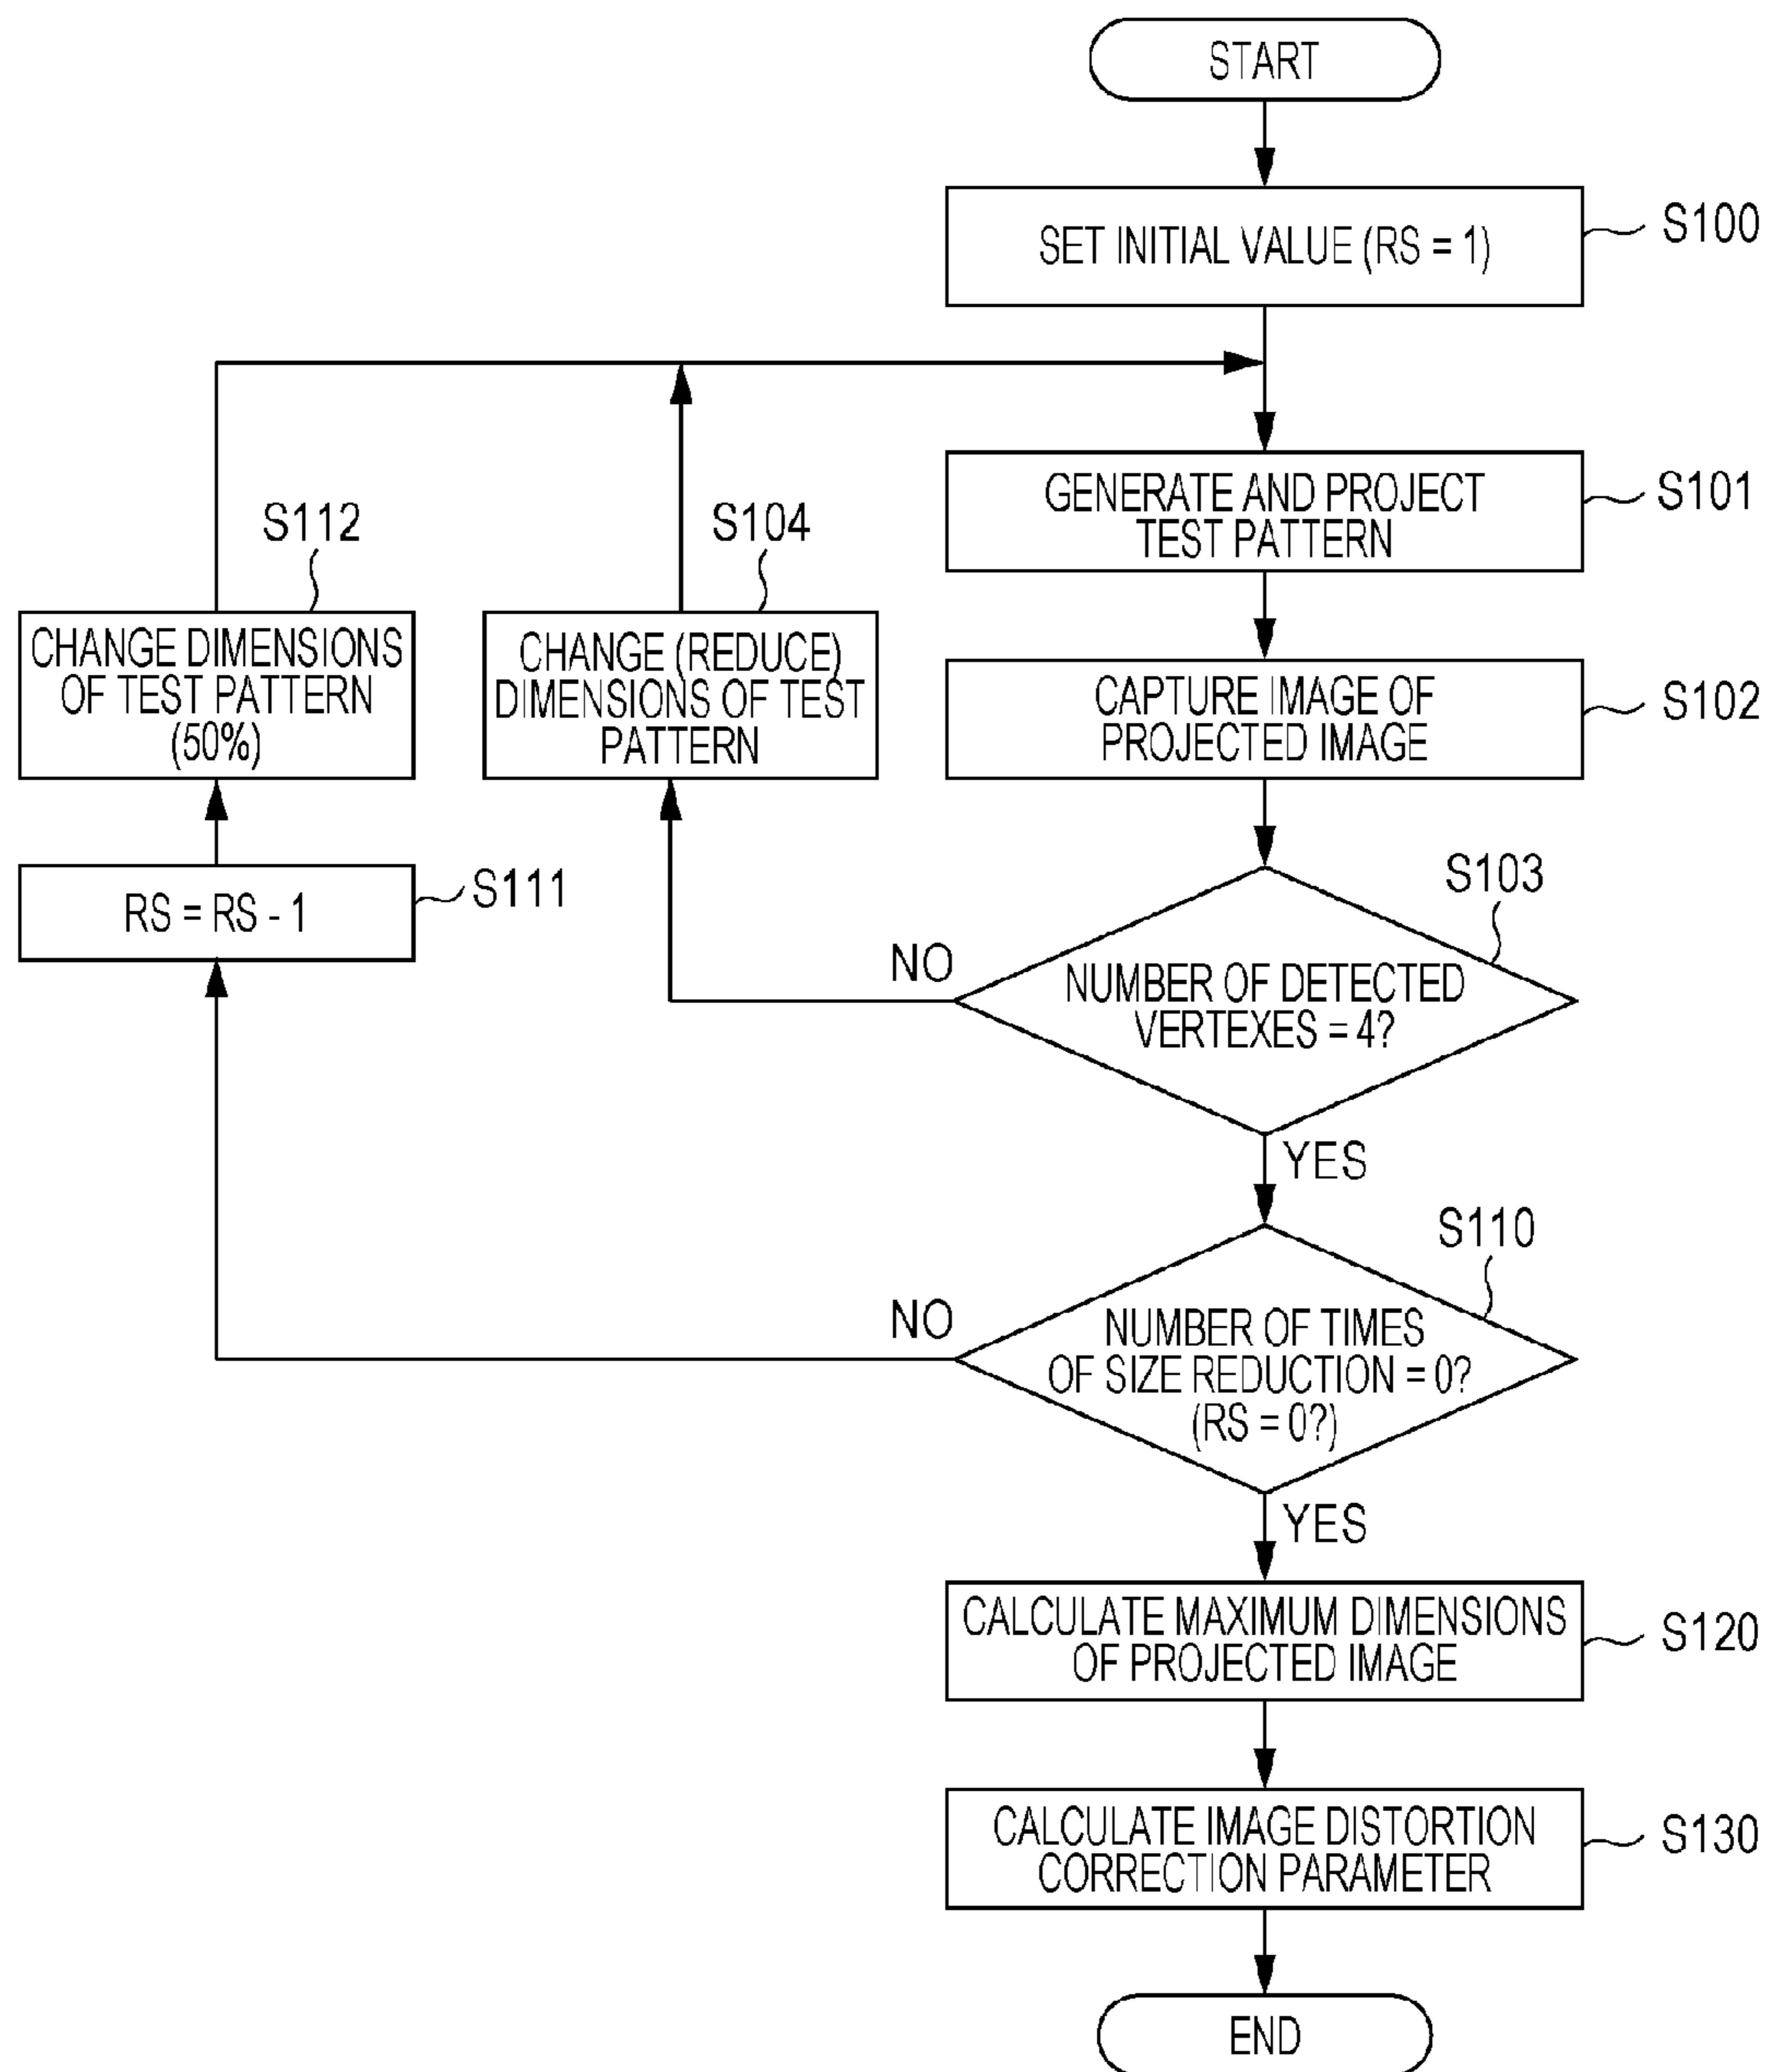 START
SET INITIAL VALUE (RS = 1)
S100
GENERATE AND PROJECT
TEST PATTERN
S101
S112
S104
CHANGE DIMENSIONS
OF TEST PATTERN
(50%)
CHANGE (REDUCE)
DIMENSIONS OF TEST
PATTERN
CAPTURE IMAGE OF
PROJECTED IMAGE
S102
RS = RS - 1
S111
S103
NO
NUMBER OF DETECTED
VERTEXES = 4?
YES
S110
NO
NUMBER OF TIMES
OF SIZE REDUCTION = 0?
(RS = 0?)
YES
CALCULATE MAXIMUM DIMENSIONS
OF PROJECTED IMAGE
S120
CALCULATE IMAGE DISTORTION
CORRECTION PARAMETER
S130
END